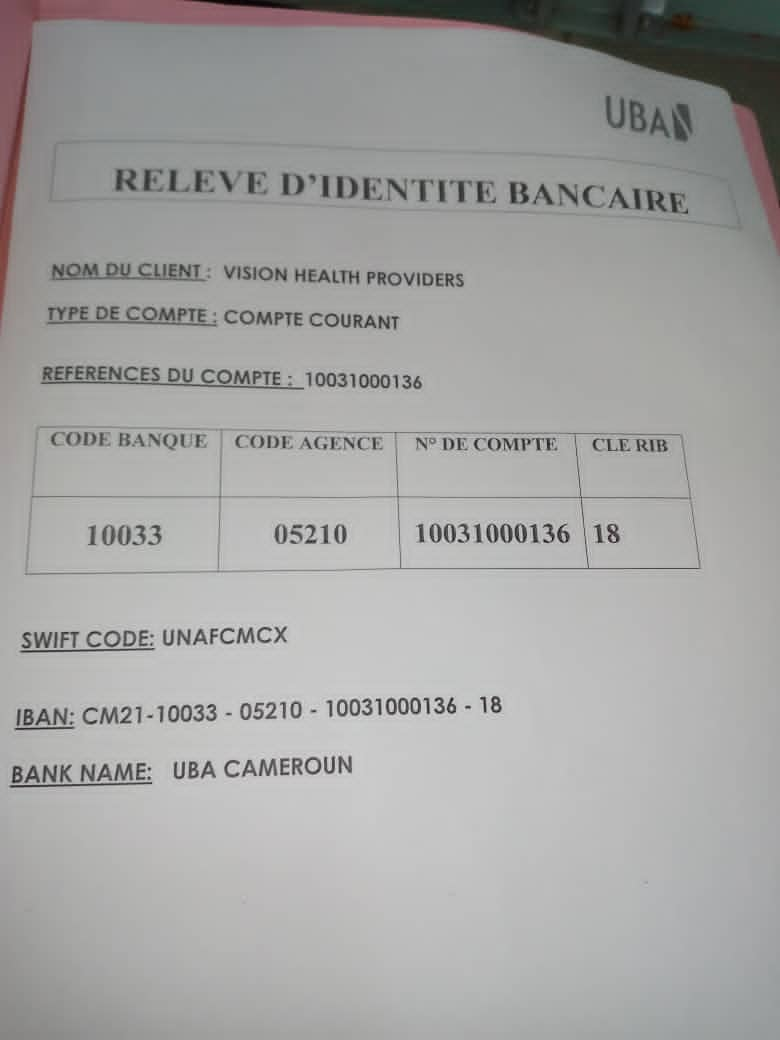 UBA
RELEVE D'IDENTITE BANCAIRE
NOM DU CLIENT : VISION HEALTH PROVIDERS
TYPE DE COMPTE : COMPTE COURANT
REFERENCES DU COMPTE : 10031000136
CODE BANQUE CODE AGENCE N° DE COMPTE CLE RIB
10033 05210 10031000136 18
SWIFT CODE: UNAFCMCX
IBAN: CM21-10033 - 05210 - 10031000136 - 18
BANK NAME: UBA CAMEROUN